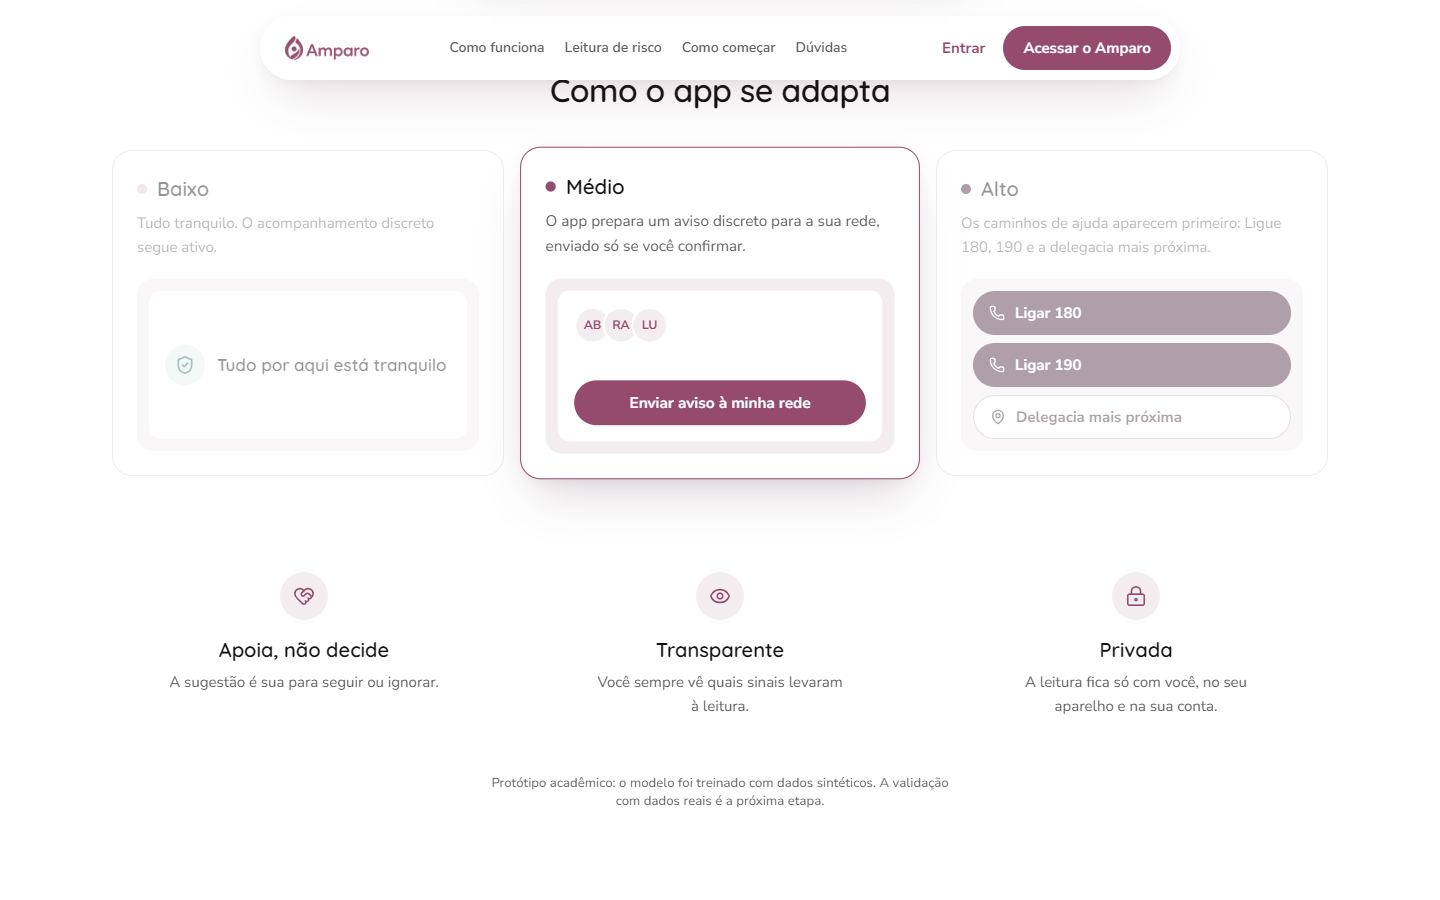 Amparo
Como funciona
Leitura de risco
Como começar
Dúvidas
Entrar
Acessar o Amparo
Como o app se adapta
Baixo
Tudo tranquilo. O acompanhamento discreto
segue ativo.
Tudo por aqui está tranquilo
Médio
O app prepara um aviso discreto para a sua rede,
enviado só se você confirmar.
AB
RA
LU
Enviar aviso à minha rede
Alto
Os caminhos de ajuda aparecem primeiro: Ligue
180, 190 e a delegacia mais próxima.
Ligar 180
Ligar 190
Delegacia mais próxima
Apoia, não decide
A sugestão é sua para seguir ou ignorar.
Transparente
Você sempre vê quais sinais levaram
à leitura.
Privada
A leitura fica só com você, no seu
aparelho e na sua conta.
Protótipo acadêmico: o modelo foi treinado com dados sintéticos. A validação
com dados reais é a próxima etapa.